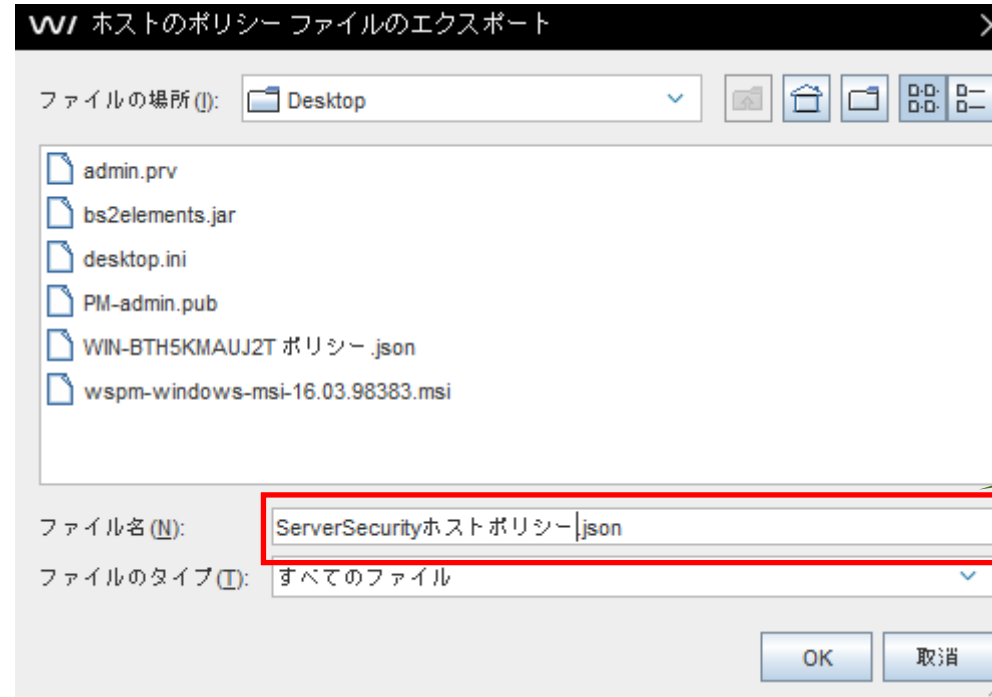 W/ ホストのポリシー ファイルのエクスポート
ファイルの場所(I): Desktop
admin.prv
bs2elements.jar
desktop.ini
PM-admin.pub
WIN-BTH5KMAUJ2T ポリシー.json
wspm-windows-msi-16.03.98383.msi
ファイル名(N): ServerSecurityホストポリシー.json
ファイルのタイプ(T): すべてのファイル
OK 取消